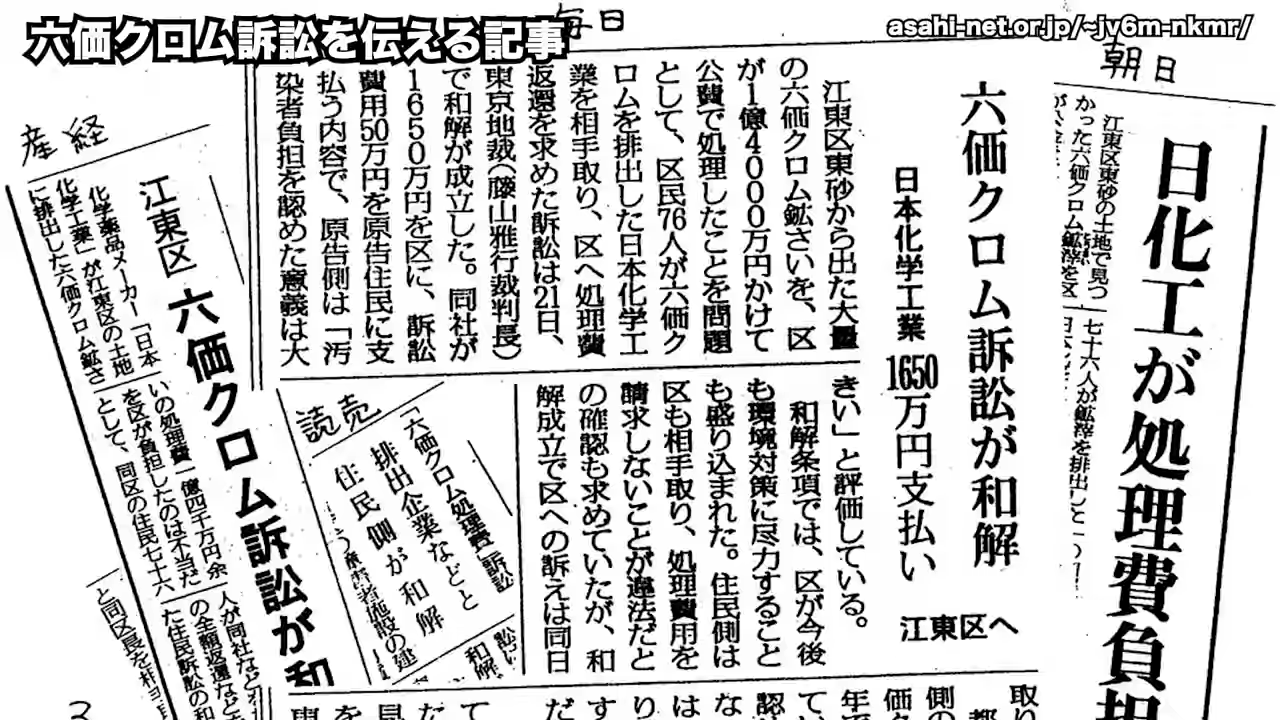 六価クロム訴訟を伝える記事
asahi-net.or.jp/~jv6m-nkmr/
毎日
朝日
日化工が処理費負担
江東区東砂の土地で見つ
かった六価クロム鉱滓を区
七十六人が鉱滓を排出した
六価クロム訴訟が和解
日本化学工業
1650万円支払い
江東区へ
江東区東砂から出た大量
の六価クロム鉱さいを、区
が1億4000万円かけて
公費で処理したことを問題
として、区民76人が六価ク
ロムを排出した日本化学工
業を相手取り、区へ処理費
返還を求めた訴訟は21日、
東京地裁(藤山雅行裁判長)
で和解が成立した。同社が
1650万円を区に、訴訟
費用50万円を原告住民に支
払う内容で、原告側は「汚
染者負担を認めた意義は大
きい」と評価している。
和解条項では、区が今後
も環境対策に尽力すること
も盛り込まれた。住民側は
区も相手取り、処理費用を
請求しないことが違法だと
の確認も求めていたが、和
解成立で区への訴えは同日
読売
「六価クロム処理費」訴訟
排出企業などと
住民側が和解
産経
江東区
六価クロム訴訟が和
化学薬品メーカー「日本
化学工業」が江東区の土地
に排出した六価クロム鉱さ
いの処理費一億四千万円余
を区が負担したのは不当だ
として、同区の住民七十六
人が同社など
の全額返還など
た住民訴訟の和
と同区長を相